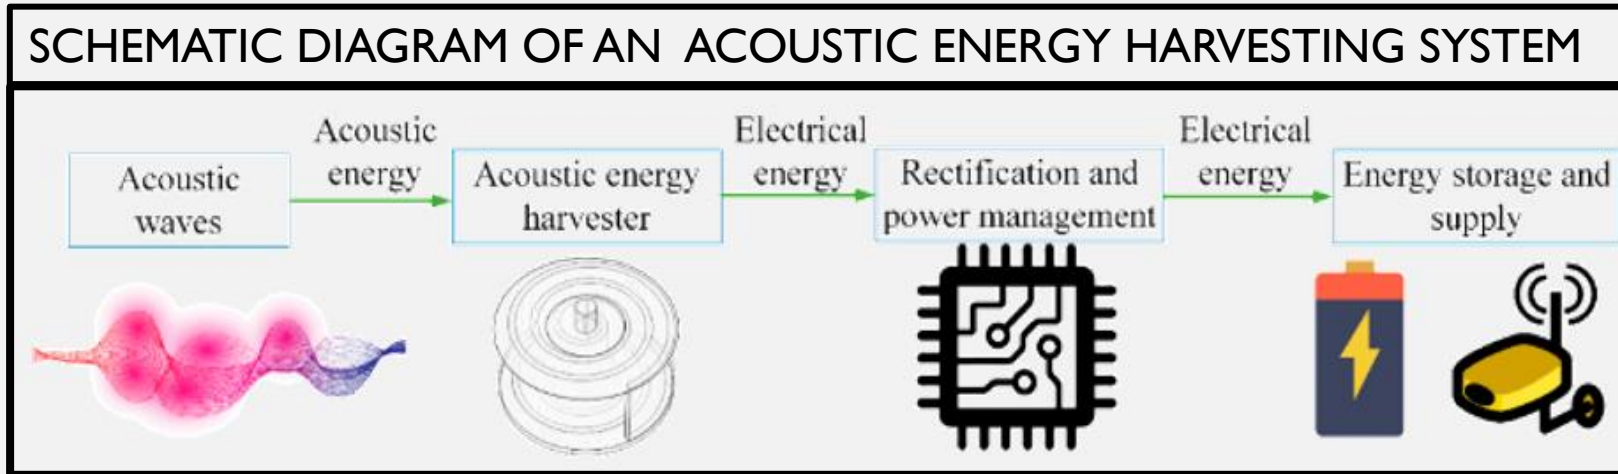 SCHEMATIC DIAGRAM OF AN ACOUSTIC ENERGY HARVESTING SYSTEM
Acoustic
waves
Acoustic
energy
Acoustic energy
harvester
Electrical
energy
Rectification and
power management
Electrical
energy
Energy storage and
supply